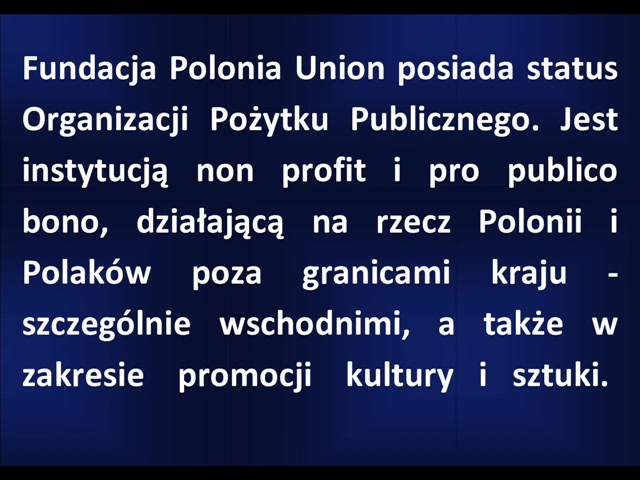 Fundacja Polonia Union posiada status
Organizacji Pożytku Publicznego. Jest
instytucją non profit i pro publico
bono, działającą na rzecz Polonii i
Polaków poza granicami kraju -
szczególnie wschodnimi, a także w
zakresie promocji kultury i sztuki.